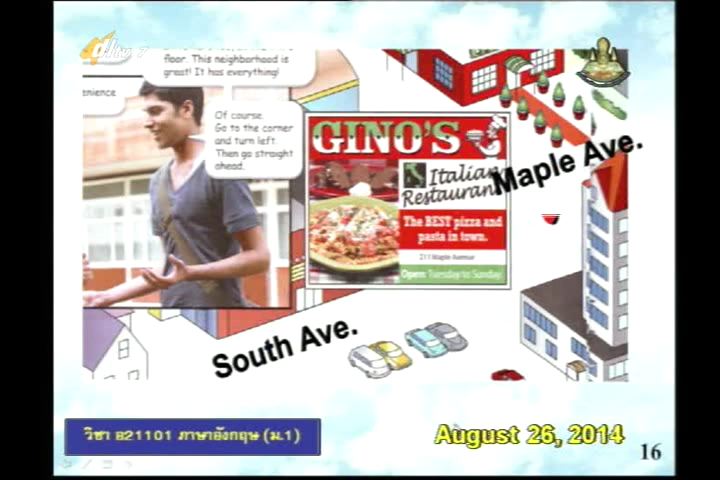 floor. This neighborhood is
great! It has everything!
Of course.
Go to the corner
and turn left.
Then go straight
ahead.
GINO'S
Italian
Restaurant
The BEST pizza and
pasta in town.
211 Maple Avenue
Open: Tuesday to Sunday
Maple Ave.
South Ave.
วิชา อ21101 ภาษาอังกฤษ (ม.1)
August 26, 2014
16